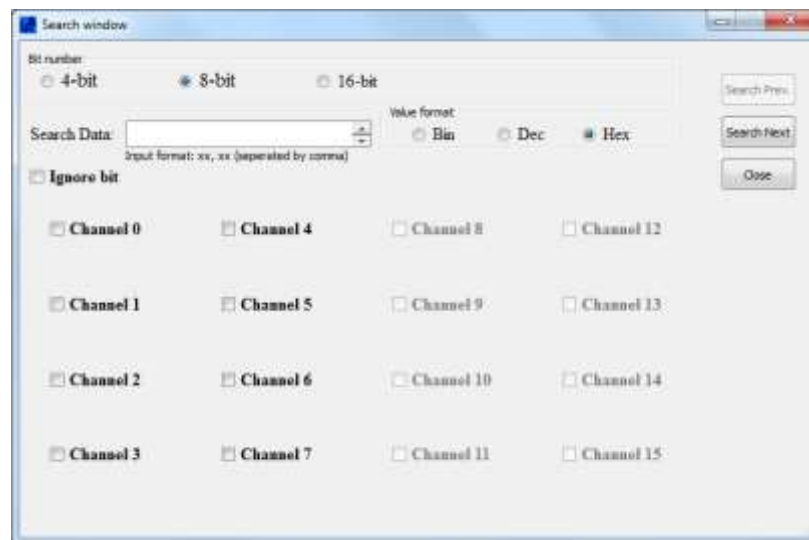 Search window
Bit number
4-bit 8-bit 16-bit
Search Prev.
Value format
Search Data: Bin Dec Hex Search Next
Input format: xx, xx (seperated by comma)
Ignore bit Close
Channel 0 Channel 4 Channel 8 Channel 12
Channel 1 Channel 5 Channel 9 Channel 13
Channel 2 Channel 6 Channel 10 Channel 14
Channel 3 Channel 7 Channel 11 Channel 15